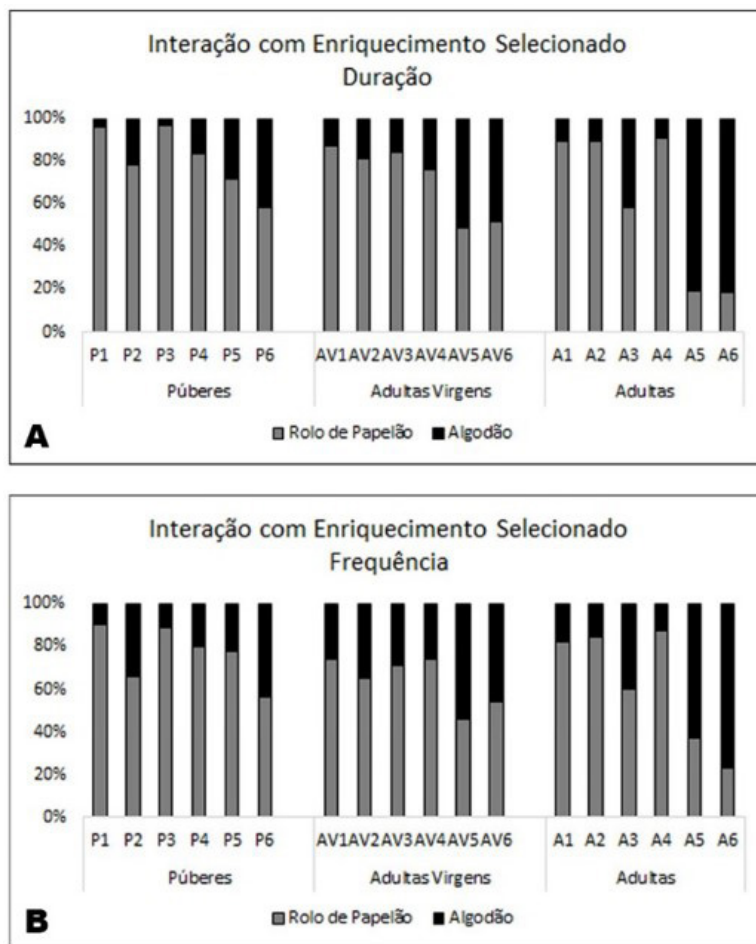 Interação com Enriquecimento Selecionado
Duração
100%
80%
60%
40%
20%
0%
P1 P2 P3 P4 P5 P6 AV1 AV2 AV3 AV4 AV5 AV6 A1 A2 A3 A4 A5 A6
Púberes Adultas Virgens Adultas
A Rolo de Papelão Algodão
Interação com Enriquecimento Selecionado
Frequência
100%
80%
60%
40%
20%
0%
P1 P2 P3 P4 P5 P6 AV1 AV2 AV3 AV4 AV5 AV6 A1 A2 A3 A4 A5 A6
Púberes Adultas Virgens Adultas
B Rolo de Papelão Algodão